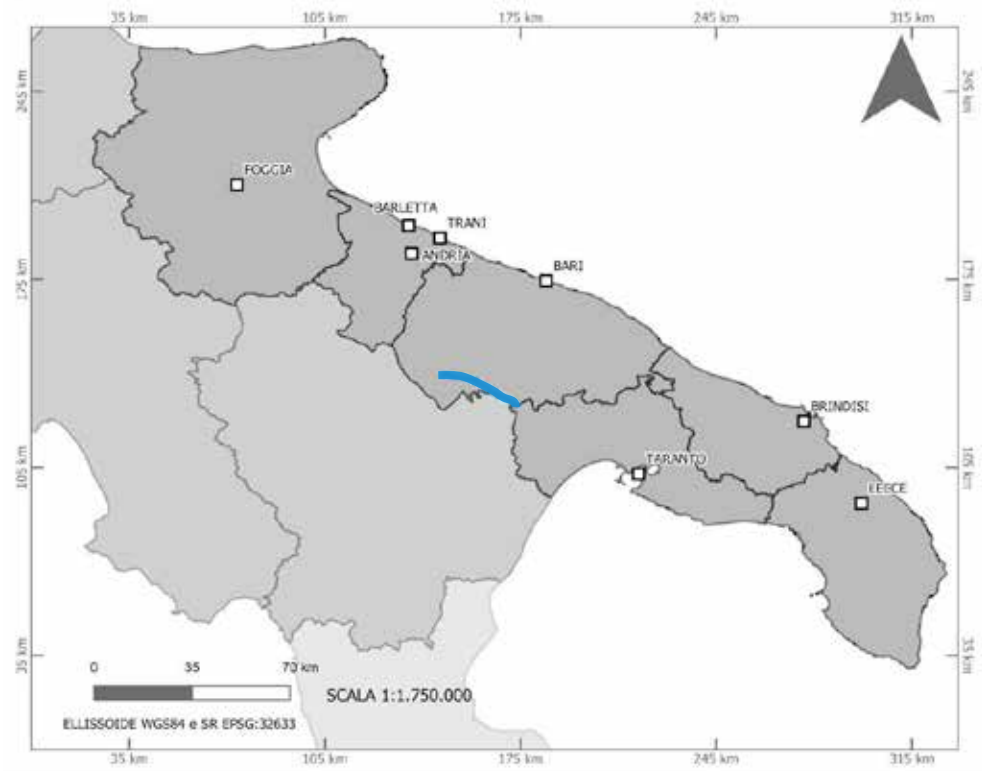 35 km 105 km 175 km 245 km 315 km
245 km 245 km
FOGGIA
BARLETTA
TRANI
ANDRIA
BARI
175 km 175 km
BRINDISI
TARANTO
105 km 105 km
LECCE
35 km 35 km
0 35 70 km
SCALA 1:1.750.000
ELLISSOIDE WGS84 e SR EPSG:32633
35 km 105 km 175 km 245 km 315 km